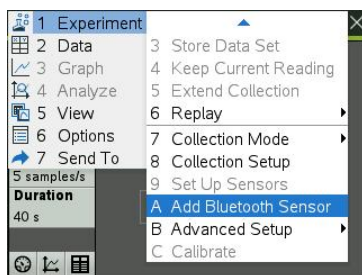 1 Experiment
2 Data
3 Graph
4 Analyze
5 View
6 Options
7 Send To
3 Store Data Set
4 Keep Current Reading
5 Extend Collection
6 Replay
7 Collection Mode
8 Collection Setup
9 Set Up Sensors
A Add Bluetooth Sensor
B Advanced Setup
C Calibrate
5 samples/s
Duration
40 s